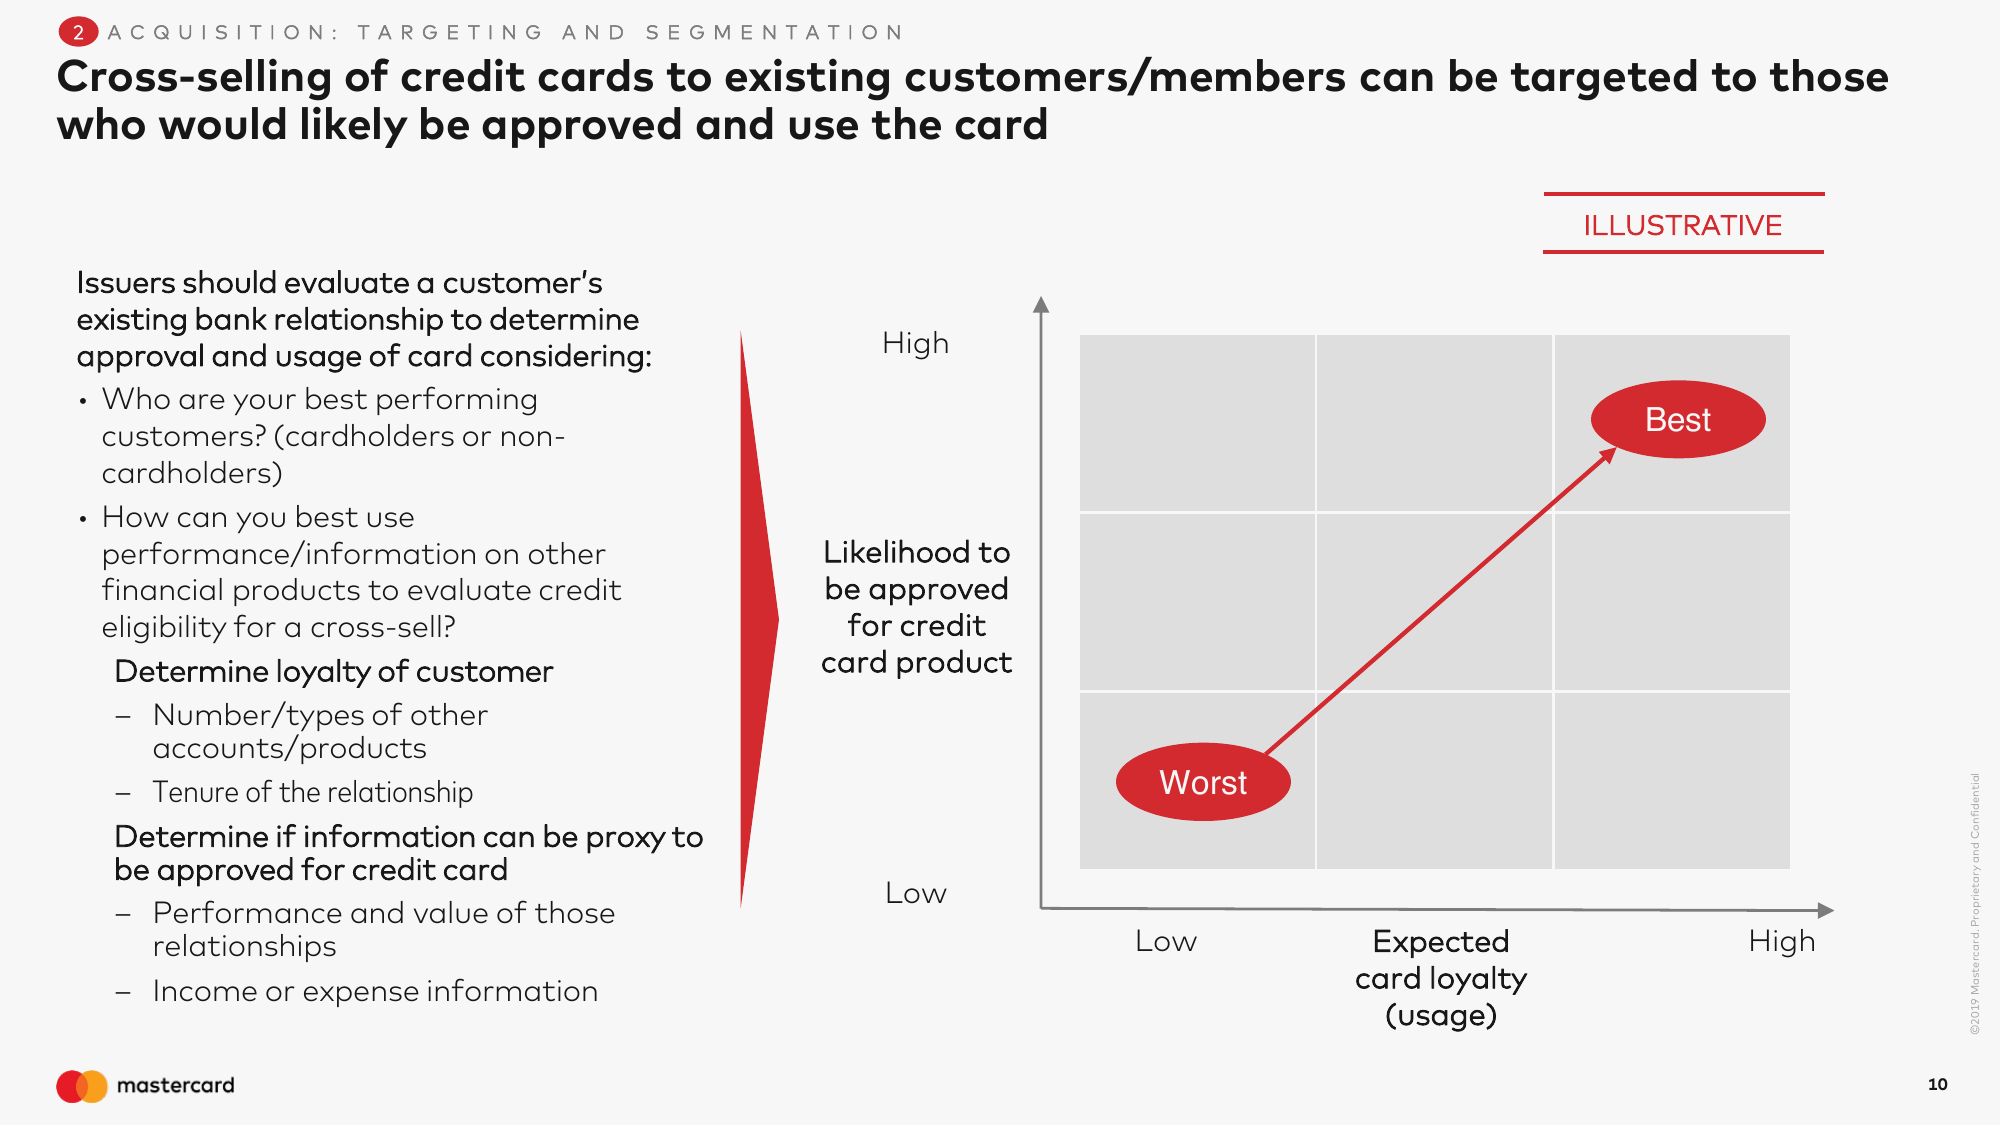 2 ACQUISITION: TARGETING AND SEGMENTATION
Cross-selling of credit cards to existing customers/members can be targeted to those
who would likely be approved and use the card
ILLUSTRATIVE
Issuers should evaluate a customer's
existing bank relationship to determine
approval and usage of card considering:
• Who are your best performing
customers? (cardholders or non-
cardholders)
• How can you best use
performance/information on other
financial products to evaluate credit
eligibility for a cross-sell?
Determine loyalty of customer
– Number/types of other
accounts/products
– Tenure of the relationship
Determine if information can be proxy to
be approved for credit card
– Performance and value of those
relationships
– Income or expense information
High
Likelihood to
be approved
for credit
card product
Low
Best
Worst
Low
Expected
card loyalty
(usage)
High
©2019 Mastercard. Proprietary and Confidential
mastercard
10